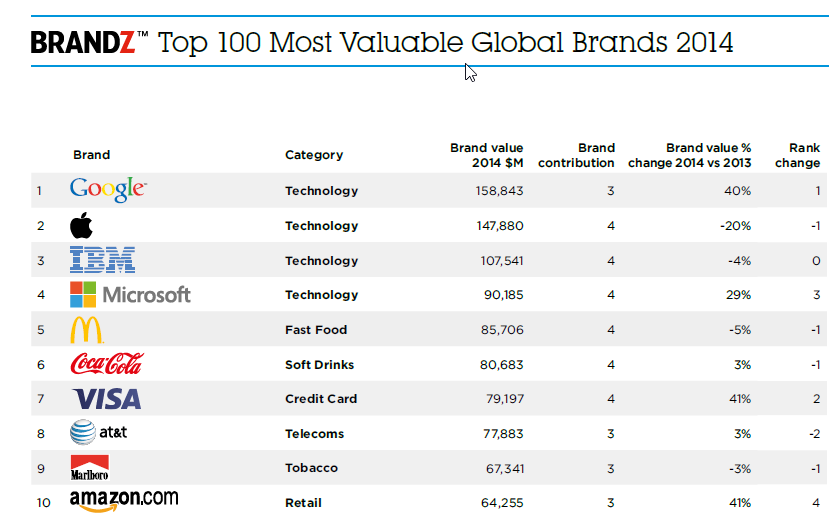 BRANDZ™ Top 100 Most Valuable Global Brands 2014
Brand Category Brand value 2014 $M Brand contribution Brand value % change 2014 vs 2013 Rank change
1 Google Technology 158,843 3 40% 1
2 Technology 147,880 4 -20% -1
3 IBM Technology 107,541 4 -4% 0
4 Microsoft Technology 90,185 4 29% 3
5 Fast Food 85,706 4 -5% -1
6 Coca-Cola Soft Drinks 80,683 4 3% -1
7 VISA Credit Card 79,197 4 41% 2
8 at&t Telecoms 77,883 3 3% -2
9 Marlboro Tobacco 67,341 3 -3% -1
10 amazon.com Retail 64,255 3 41% 4